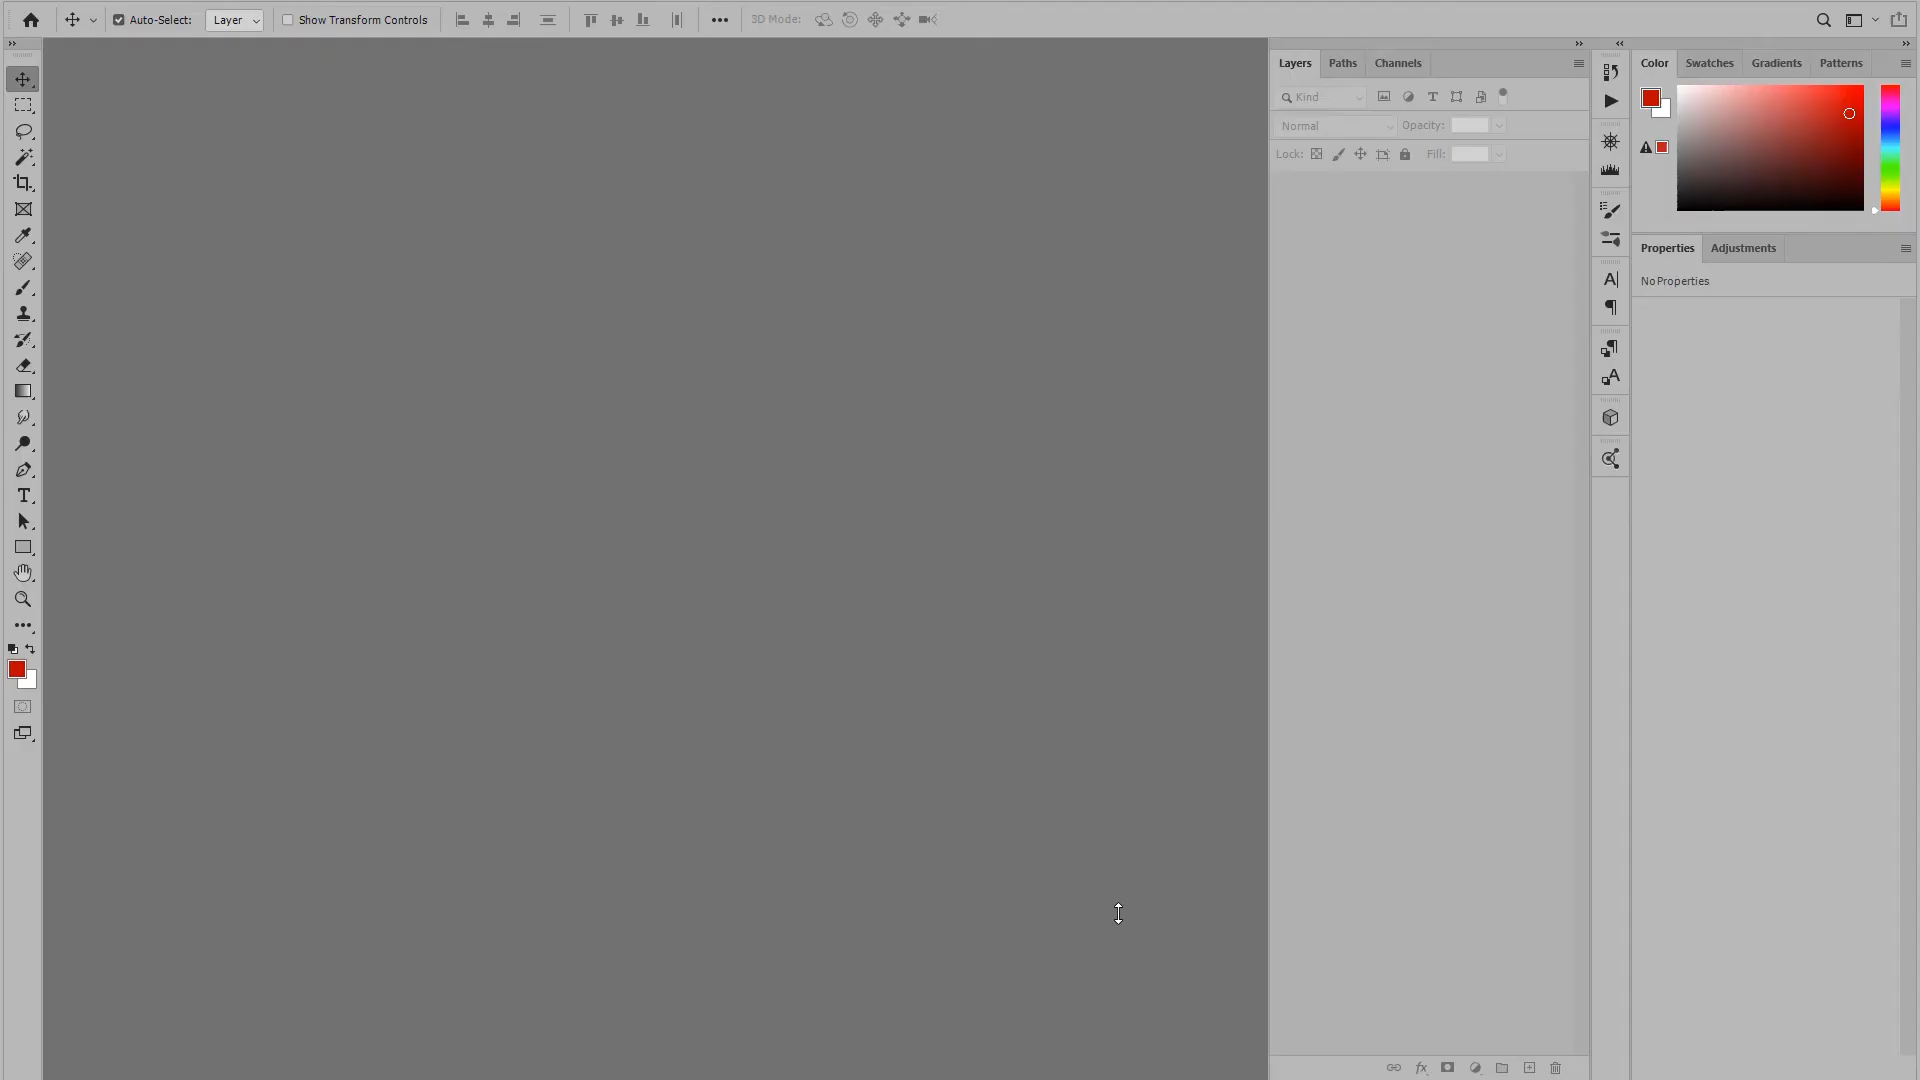 Auto-Select: Layer Show Transform Controls 3D Mode:
Layers Paths Channels
Kind
Normal Opacity:
Lock: Fill:
Color Swatches Gradients Patterns
Properties Adjustments
No Properties